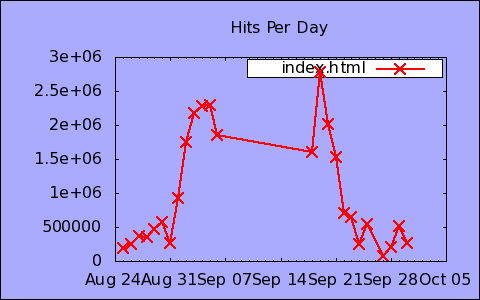 Hits Per Day
index.html
3e+06
2.5e+06
2e+06
1.5e+06
1e+06
500000
0
Aug 24 Aug 31 Sep 07 Sep 14 Sep 21 Sep 28 Oct 05